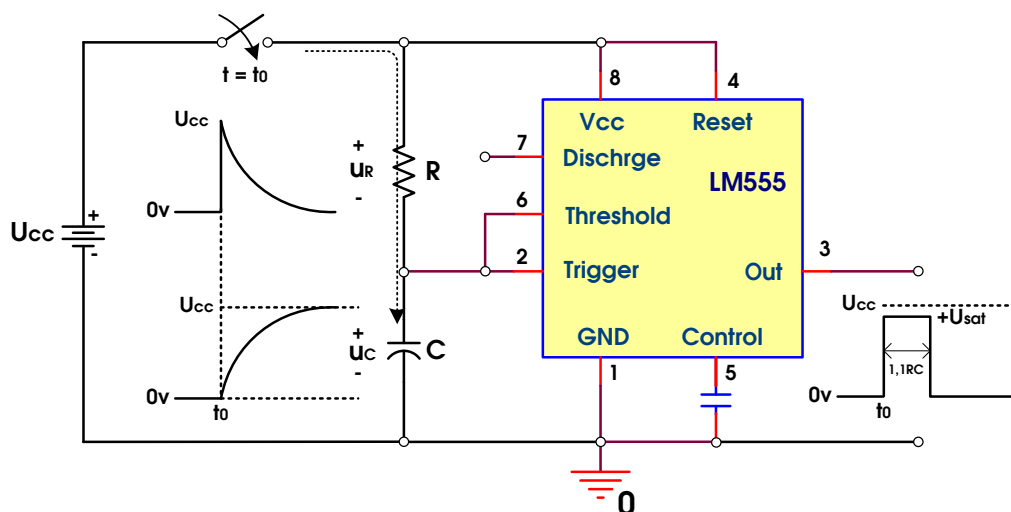 t = t0
8
4
Ucc
Vcc
Reset
+
7
Dischrge
uR
R
LM555
-
0v
6
Threshold
Ucc
+
-
2
Trigger
3
Out
Ucc
Ucc
+Usat
+
uC
C
GND
Control
1,1RC
-
1
5
0v
0v
t0
t0
0